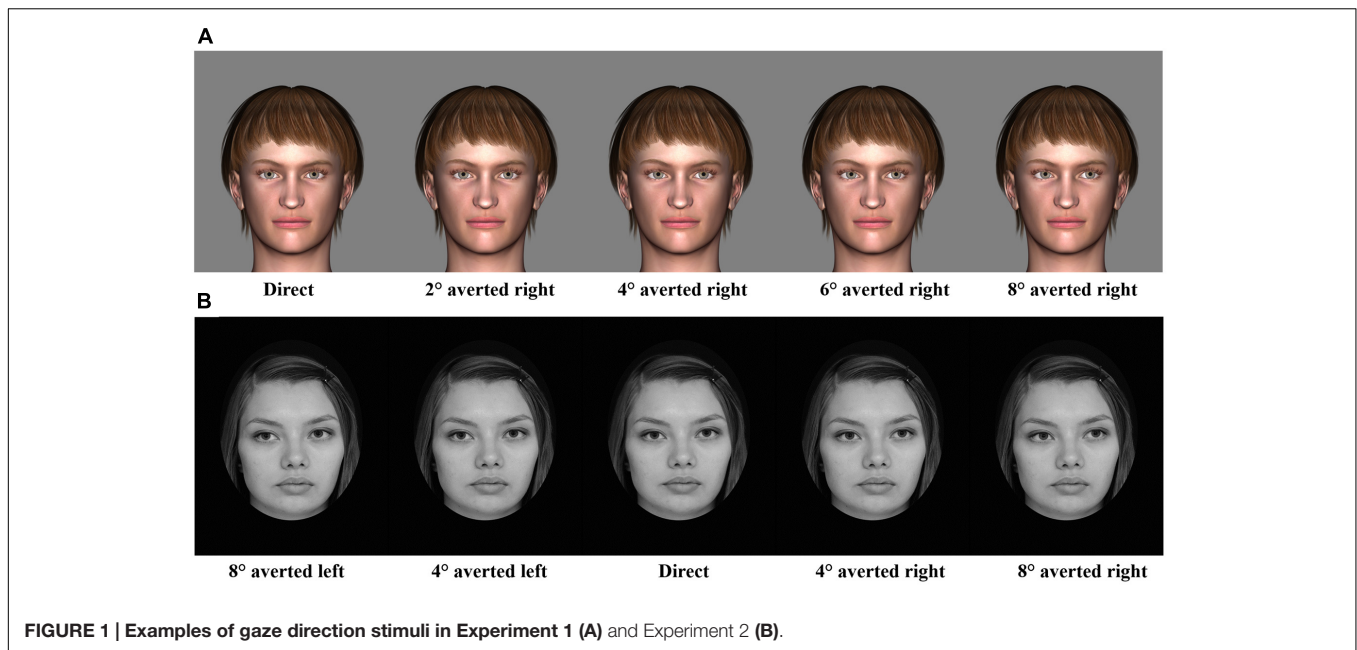 A
Direct 2° averted right 4° averted right 6° averted right 8° averted right
B
8° averted left 4° averted left Direct 4° averted right 8° averted right
FIGURE 1 | Examples of gaze direction stimuli in Experiment 1 (A) and Experiment 2 (B).